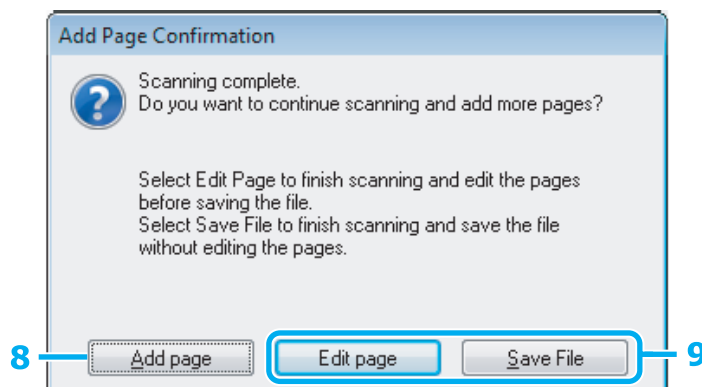 Add Page Confirmation
Scanning complete.
Do you want to continue scanning and add more pages?
Select Edit Page to finish scanning and edit the pages
before saving the file.
Select Save File to finish scanning and save the file
without editing the pages.
8 Add page Edit page Save File 9